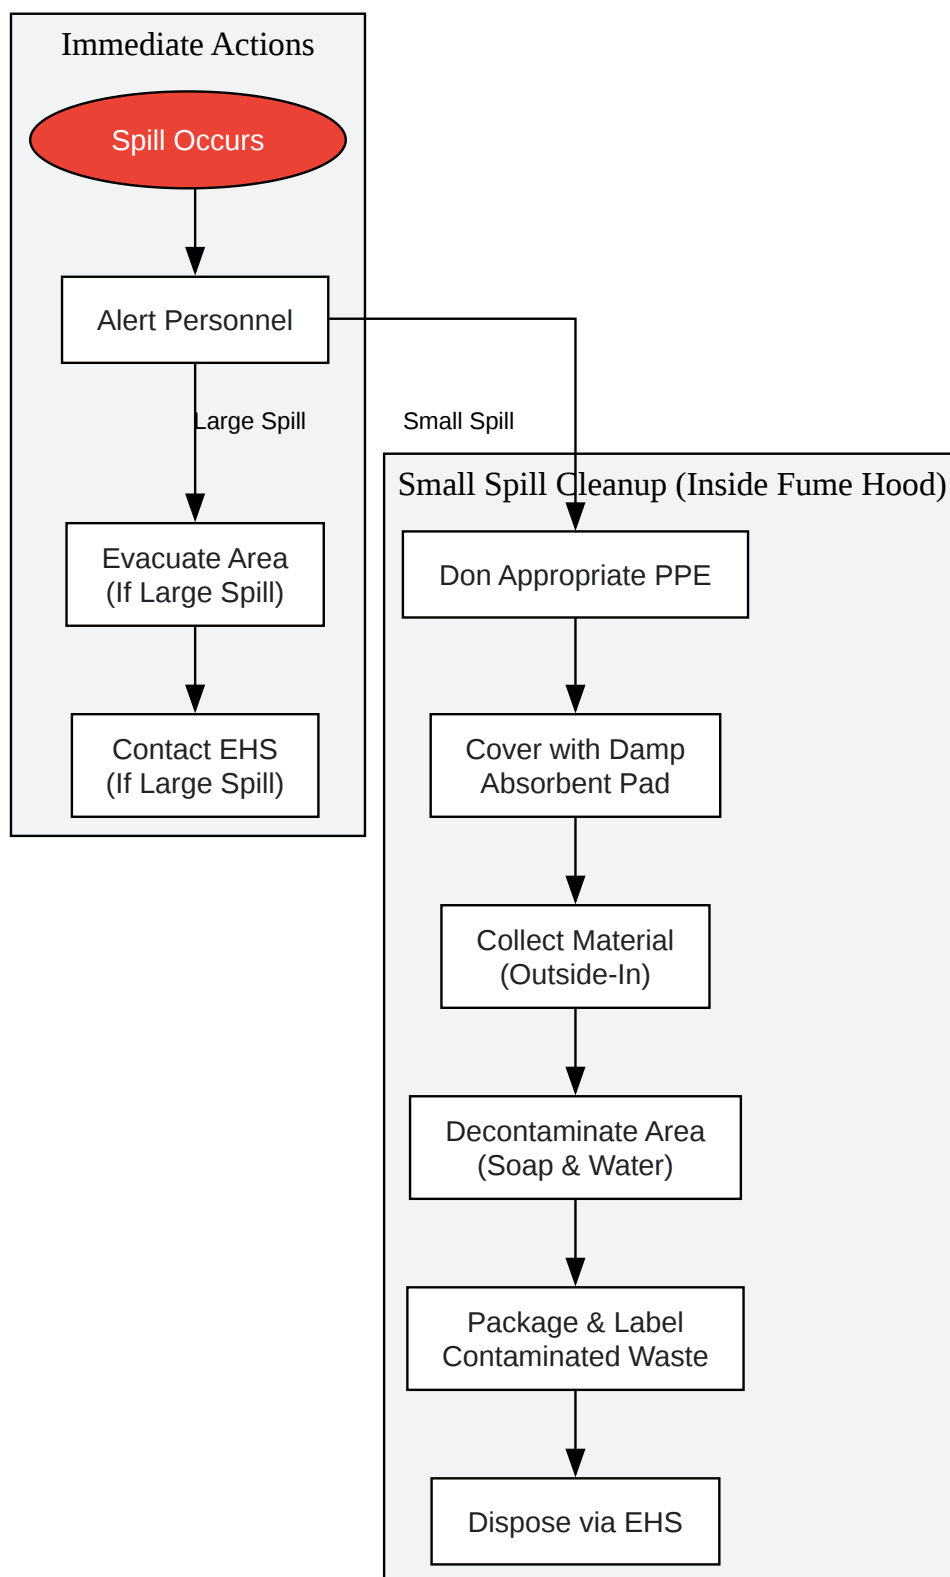 Immediate Actions
Spill Occurs
Alert Personnel
Large Spill
Small Spill
Evacuate Area
(If Large Spill)
Contact EHS
(If Large Spill)
Small Spill Cleanup (Inside Fume Hood)
Don Appropriate PPE
Cover with Damp
Absorbent Pad
Collect Material
(Outside-In)
Decontaminate Area
(Soap & Water)
Package & Label
Contaminated Waste
Dispose via EHS